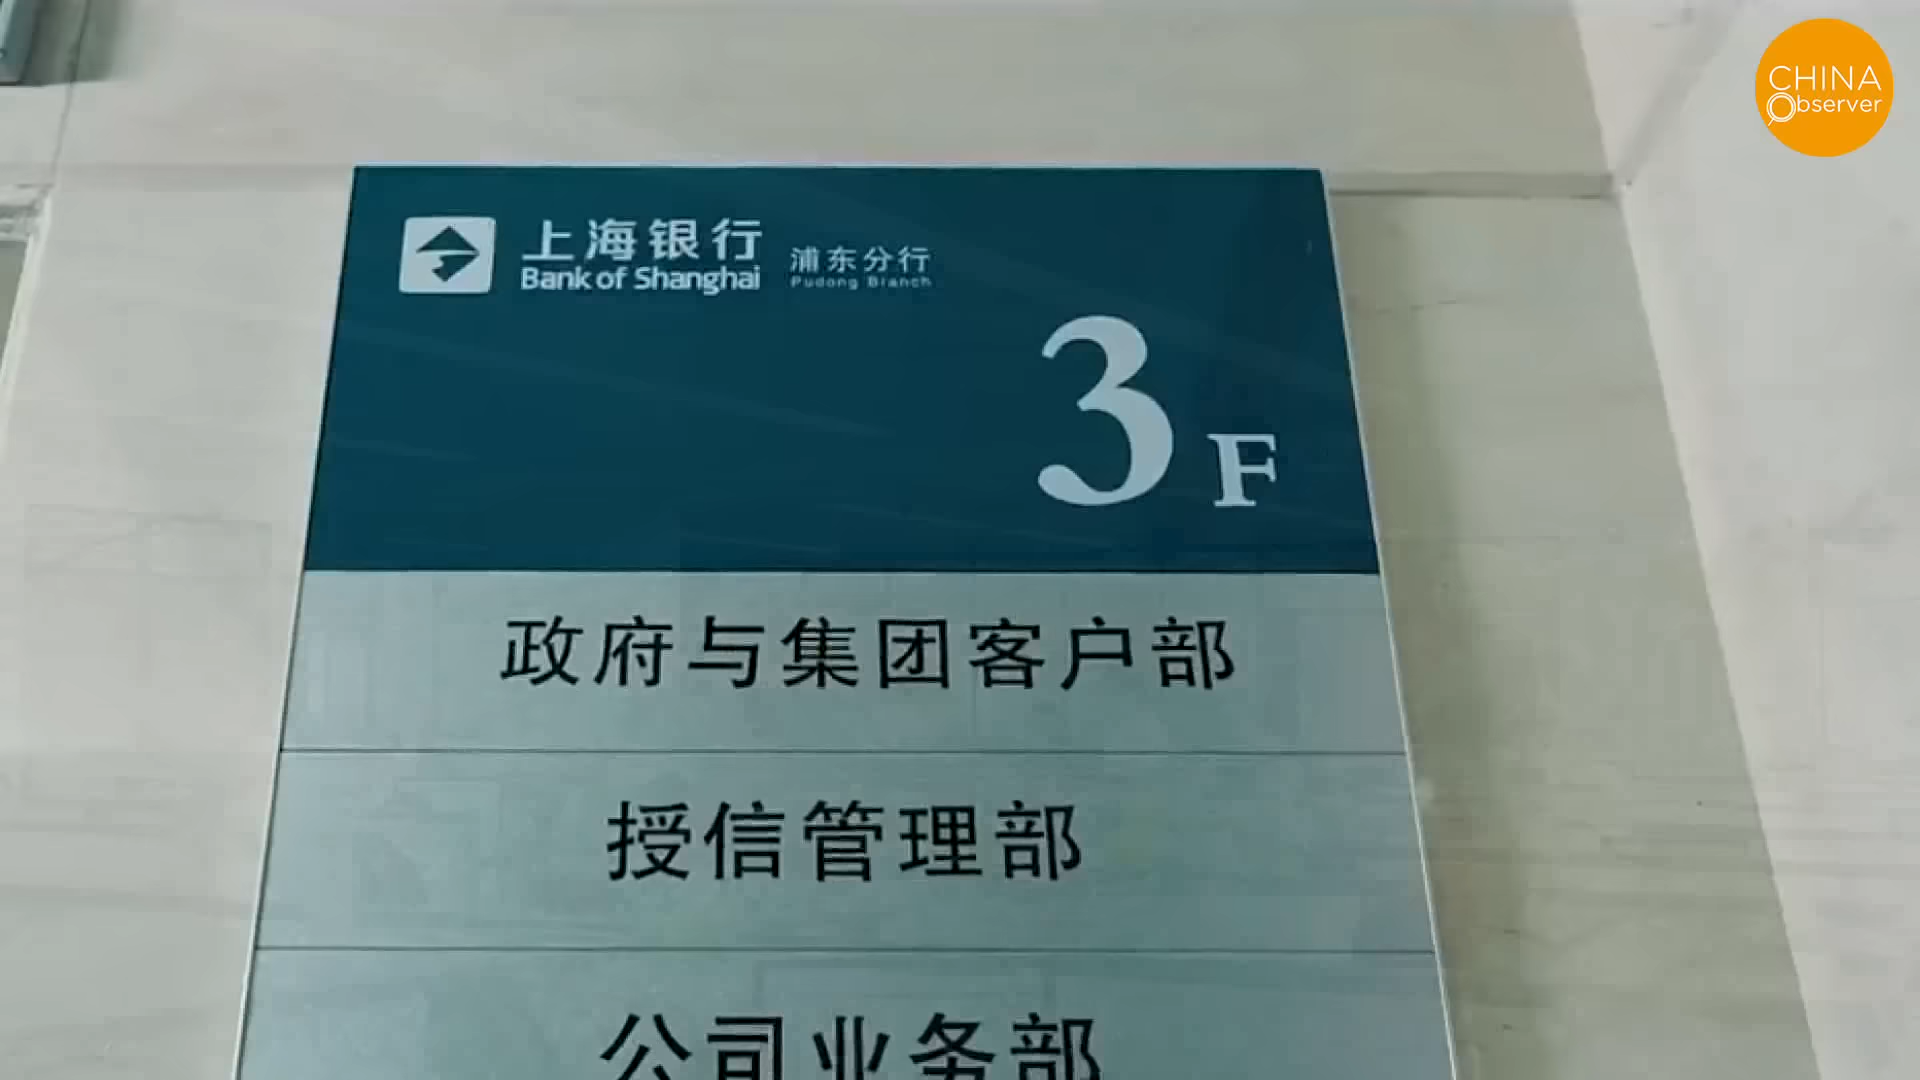 CHINA
Observer
上海银行 浦东分行
Bank of Shanghai Pudong Branch
3F
政府与集团客户部
授信管理部
公司业务部